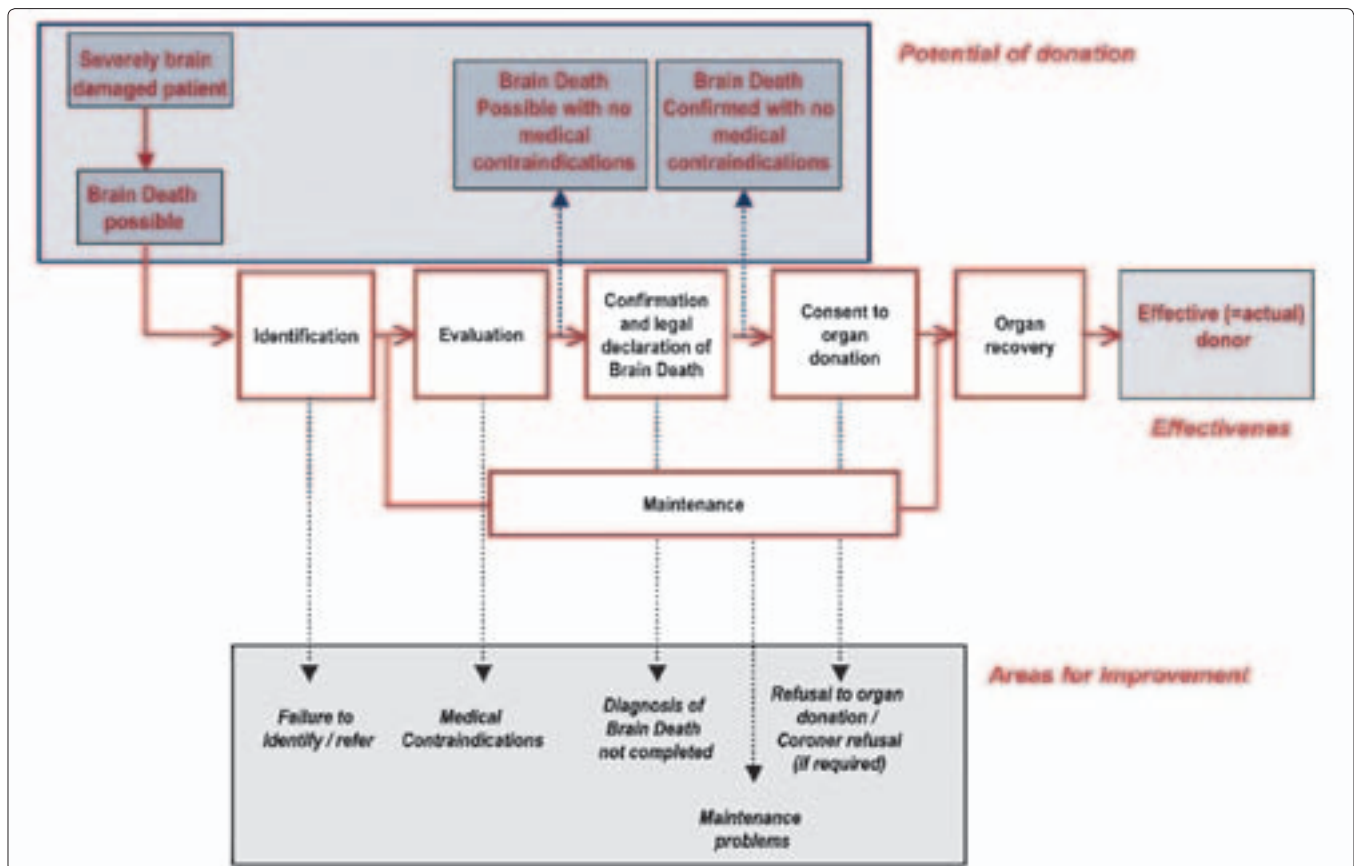 Potential of donation
Severely brain
damaged patient
Brain Death
possible
Brain Death
Possible with no
medical
contraindications
Brain Death
Confirmed with no
medical
contraindications
Identification
Evaluation
Confirmation
and legal
declaration of
Brain Death
Consent to
organ
donation
Organ
recovery
Effective (=actual)
donor
Effectivenes
Maintenance
Areas for Improvement
Failure to
Identify / refer
Medical
Contraindications
Diagnosis of
Brain Death
not completed
Refusal to organ
donation /
Coroner refusal
(if required)
Maintenance
problems